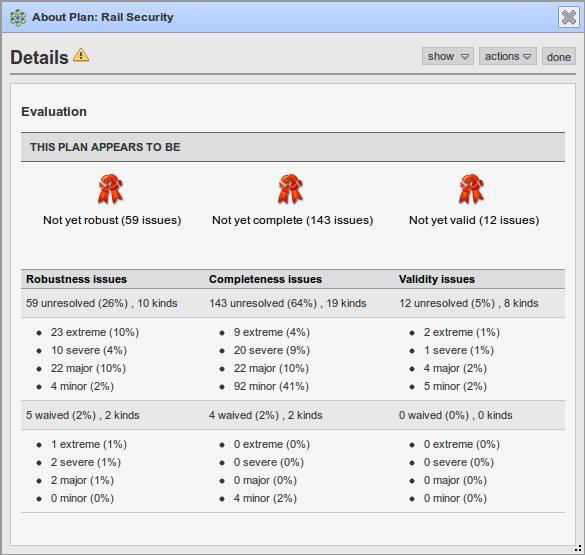 About Plan: Rail Security
Details
show
actions
done
Evaluation
THIS PLAN APPEARS TO BE
Not yet robust (59 issues)
Not yet complete (143 issues)
Not yet valid (12 issues)
Robustness issues
Completeness issues
Validity issues
59 unresolved (26%) , 10 kinds
143 unresolved (64%) , 19 kinds
12 unresolved (5%) , 8 kinds
23 extreme (10%)
10 severe (4%)
22 major (10%)
4 minor (2%)
9 extreme (4%)
20 severe (9%)
22 major (10%)
92 minor (41%)
2 extreme (1%)
1 severe (1%)
4 major (2%)
5 minor (2%)
5 waived (2%) , 2 kinds
4 waived (2%) , 2 kinds
0 waived (0%) , 0 kinds
1 extreme (1%)
2 severe (1%)
2 major (1%)
0 minor (0%)
0 extreme (0%)
0 severe (0%)
0 major (0%)
4 minor (2%)
0 extreme (0%)
0 severe (0%)
0 major (0%)
0 minor (0%)